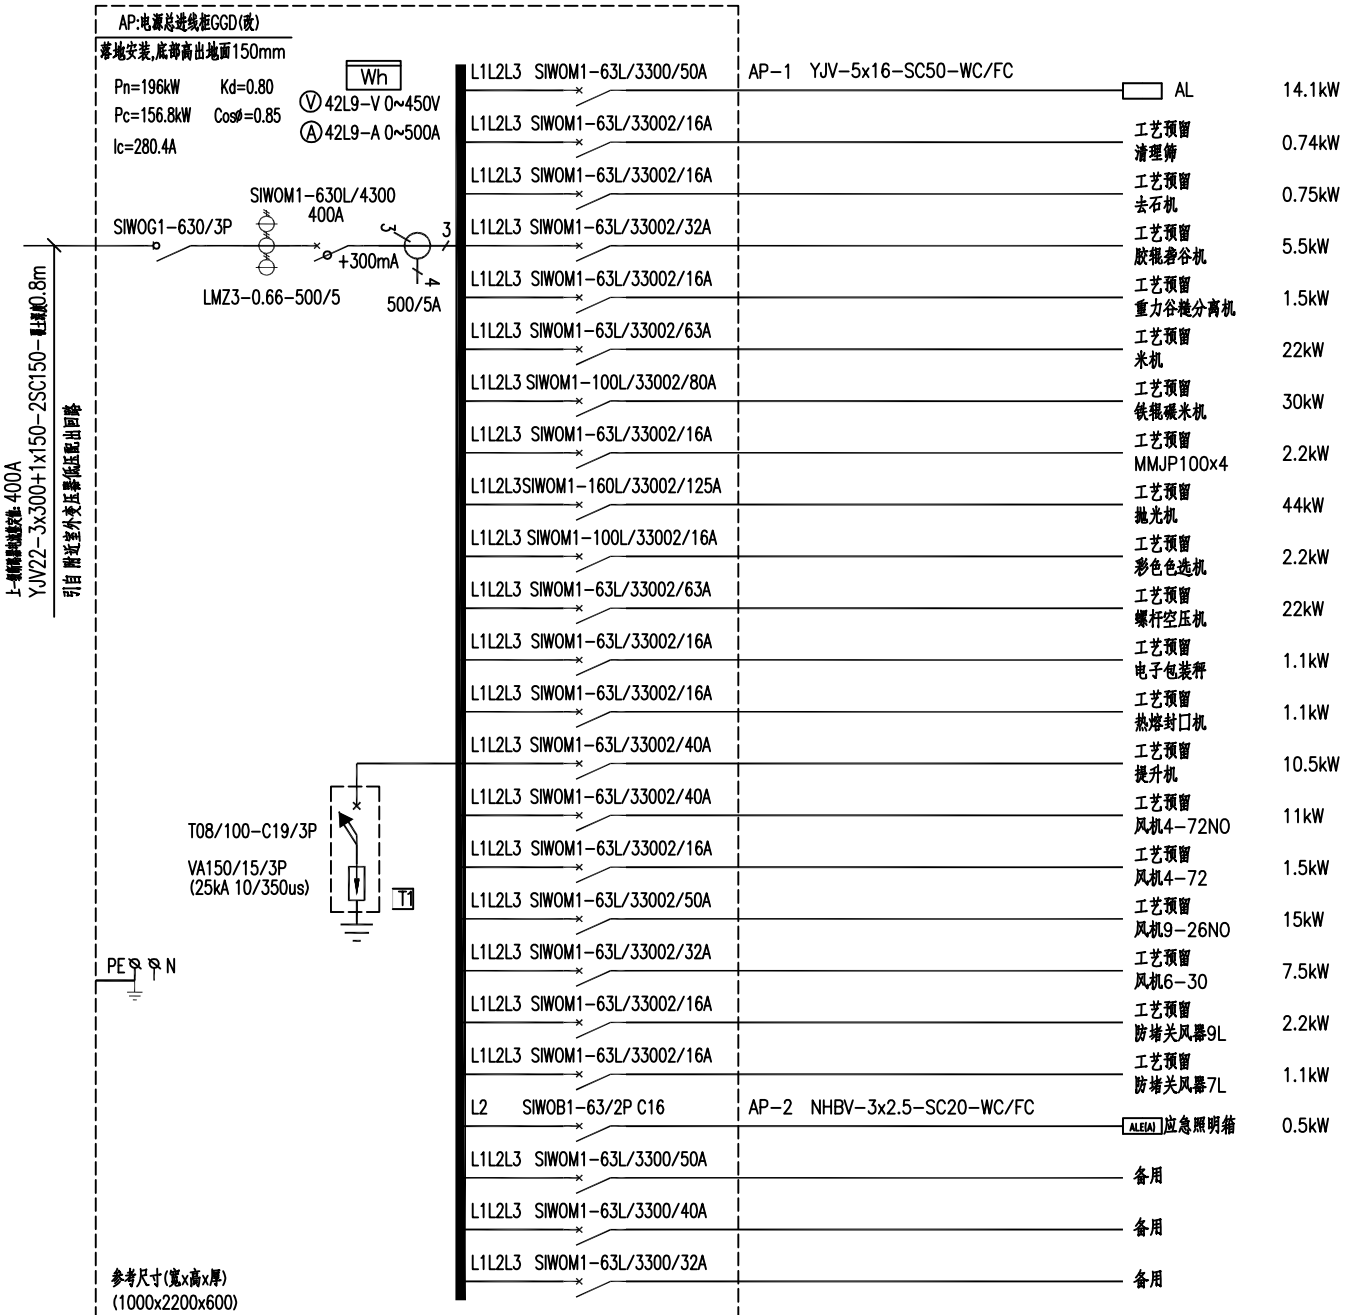 AP:电源总进线柜GGD(改)
落地安装,底部高出地面150mm
Pn=196kW Kd=0.80
Pc=156.8kW Cosø=0.85
Ic=280.4A
Wh
V 42L9-V 0~450V
A 42L9-A 0~500A
SIWOG1-630/3P
SIWOM1-630L/4300
400A
+300mA
LMZ3-0.66-500/5
3
3
4
500/5A
上一级断路器电流整定值:400A
YJV22-3x300+1x150-2SC150-覆土深度0.8m
引自 附近室外变压器低压配出回路
L1L2L3 SIWOM1-63L/3300/50A AP-1 YJV-5x16-SC50-WC/FC
AL 14.1kW
L1L2L3 SIWOM1-63L/33002/16A
工艺预留
清理筛
0.74kW
L1L2L3 SIWOM1-63L/33002/16A
工艺预留
去石机
0.75kW
L1L2L3 SIWOM1-63L/33002/32A
工艺预留
胶辊砻谷机
5.5kW
L1L2L3 SIWOM1-63L/33002/16A
工艺预留
重力谷糙分离机
1.5kW
L1L2L3 SIWOM1-63L/33002/63A
工艺预留
米机
22kW
L1L2L3 SIWOM1-100L/33002/80A
工艺预留
铁辊碾米机
30kW
L1L2L3 SIWOM1-63L/33002/16A
工艺预留
MMJP100x4
2.2kW
L1L2L3SIWOM1-160L/33002/125A
工艺预留
抛光机
44kW
L1L2L3 SIWOM1-100L/33002/16A
工艺预留
彩色色选机
2.2kW
L1L2L3 SIWOM1-63L/33002/63A
工艺预留
螺杆空压机
22kW
L1L2L3 SIWOM1-63L/33002/16A
工艺预留
电子包装秤
1.1kW
L1L2L3 SIWOM1-63L/33002/16A
工艺预留
热熔封口机
1.1kW
L1L2L3 SIWOM1-63L/33002/40A
工艺预留
提升机
10.5kW
L1L2L3 SIWOM1-63L/33002/40A
工艺预留
风机4-72NO
11kW
L1L2L3 SIWOM1-63L/33002/16A
工艺预留
风机4-72
1.5kW
L1L2L3 SIWOM1-63L/33002/50A
工艺预留
风机9-26NO
15kW
L1L2L3 SIWOM1-63L/33002/32A
工艺预留
风机6-30
7.5kW
L1L2L3 SIWOM1-63L/33002/16A
工艺预留
防堵关风器9L
2.2kW
L1L2L3 SIWOM1-63L/33002/16A
工艺预留
防堵关风器7L
1.1kW
L2 SIWOB1-63/2P C16 AP-2 NHBV-3x2.5-SC20-WC/FC
ALE(A) 应急照明箱 0.5kW
L1L2L3 SIWOM1-63L/3300/50A
备用
L1L2L3 SIWOM1-63L/3300/40A
备用
L1L2L3 SIWOM1-63L/3300/32A
备用
T08/100-C19/3P
VA150/15/3P
(25kA 10/350us)
T1
PE N
参考尺寸(宽x高x厚)
(1000x2200x600)